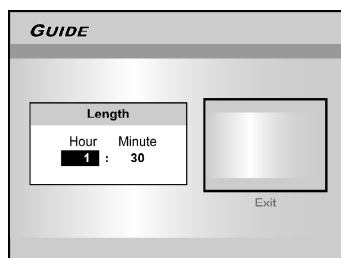 GUIDE
Length
Hour Minute
1 : 30
Exit